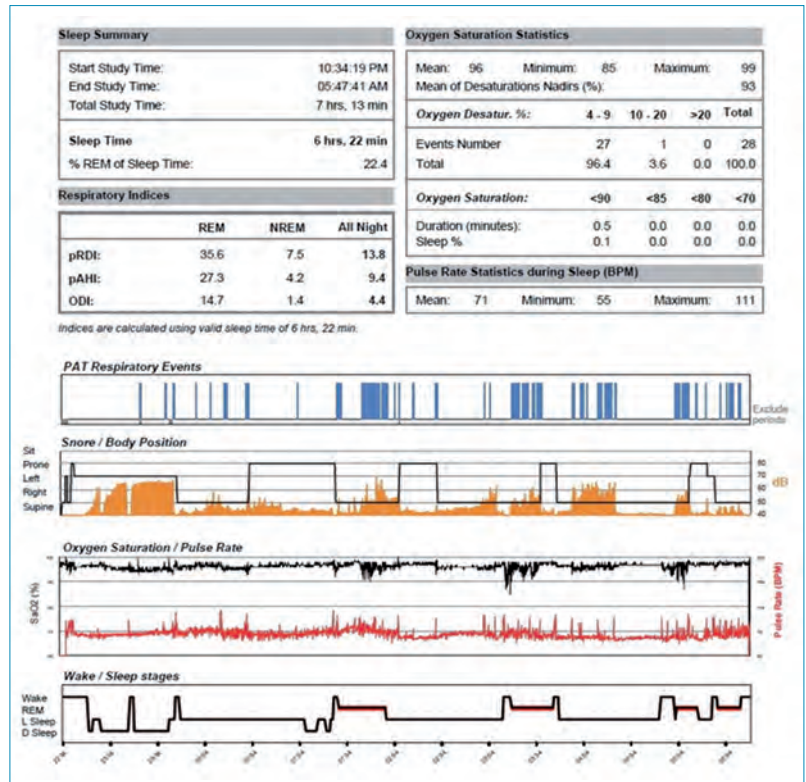 Sleep Summary
Start Study Time: 10:34:19 PM
End Study Time: 05:47:41 AM
Total Study Time: 7 hrs, 13 min
Sleep Time 6 hrs, 22 min
% REM of Sleep Time: 22.4
Respiratory Indices
REM NREM All Night
pRDI: 35.6 7.5 13.8
pAHI: 27.3 4.2 9.4
ODI: 14.7 1.4 4.4
Indices are calculated using valid sleep time of 6 hrs, 22 min.
Oxygen Saturation Statistics
Mean: 96 Minimum: 85 Maximum: 99
Mean of Desaturations Nadirs (%): 93
Oxygen Desatur. %: 4 - 9 10 - 20 >20 Total
Events Number 27 1 0 28
Total 96.4 3.6 0.0 100.0
Oxygen Saturation: <90 <85 <80 <70
Duration (minutes): 0.5 0.0 0.0 0.0
Sleep % 0.1 0.0 0.0 0.0
Pulse Rate Statistics during Sleep (BPM)
Mean: 71 Minimum: 55 Maximum: 111
PAT Respiratory Events
Exclude
periods
Snore / Body Position
Sit
Prone
Left
Right
Supine
80
70
60
50
40
dB
Oxygen Saturation / Pulse Rate
SaO2 (%)
Pulse Rate (BPM)
Wake / Sleep stages
Wake
REM
L Sleep
D Sleep